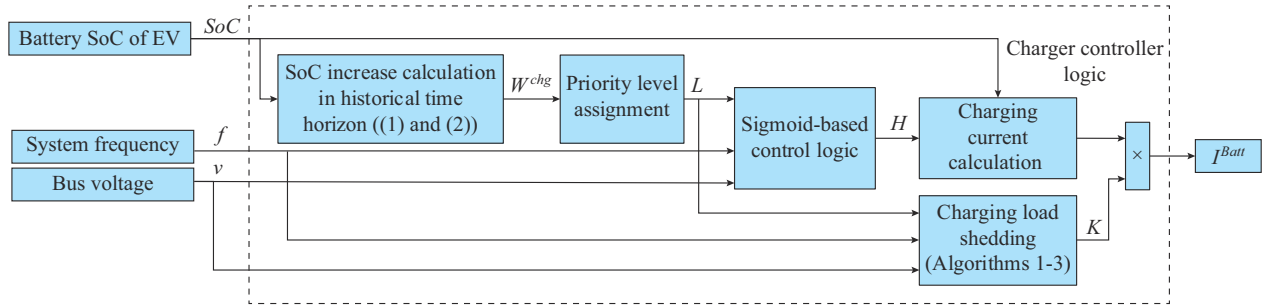 Battery SoC of EV
SoC
Charger controller
logic
SoC increase calculation
in historical time
horizon ((1) and (2))
W^{chg}
Priority level
assignment
L
System frequency
f
Bus voltage
v
Sigmoid-based
control logic
H
Charging
current
calculation
×
I^{Batt}
Charging load
shedding
(Algorithms 1-3)
K